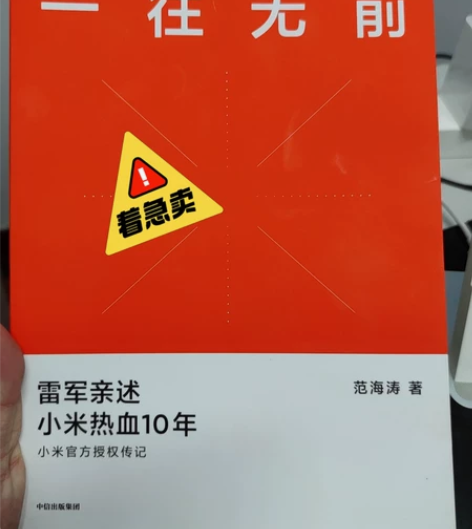 一往无前
！
着急卖
雷军亲述
范海涛 著
小米热血10年
小米官方授权传记
中信出版集团